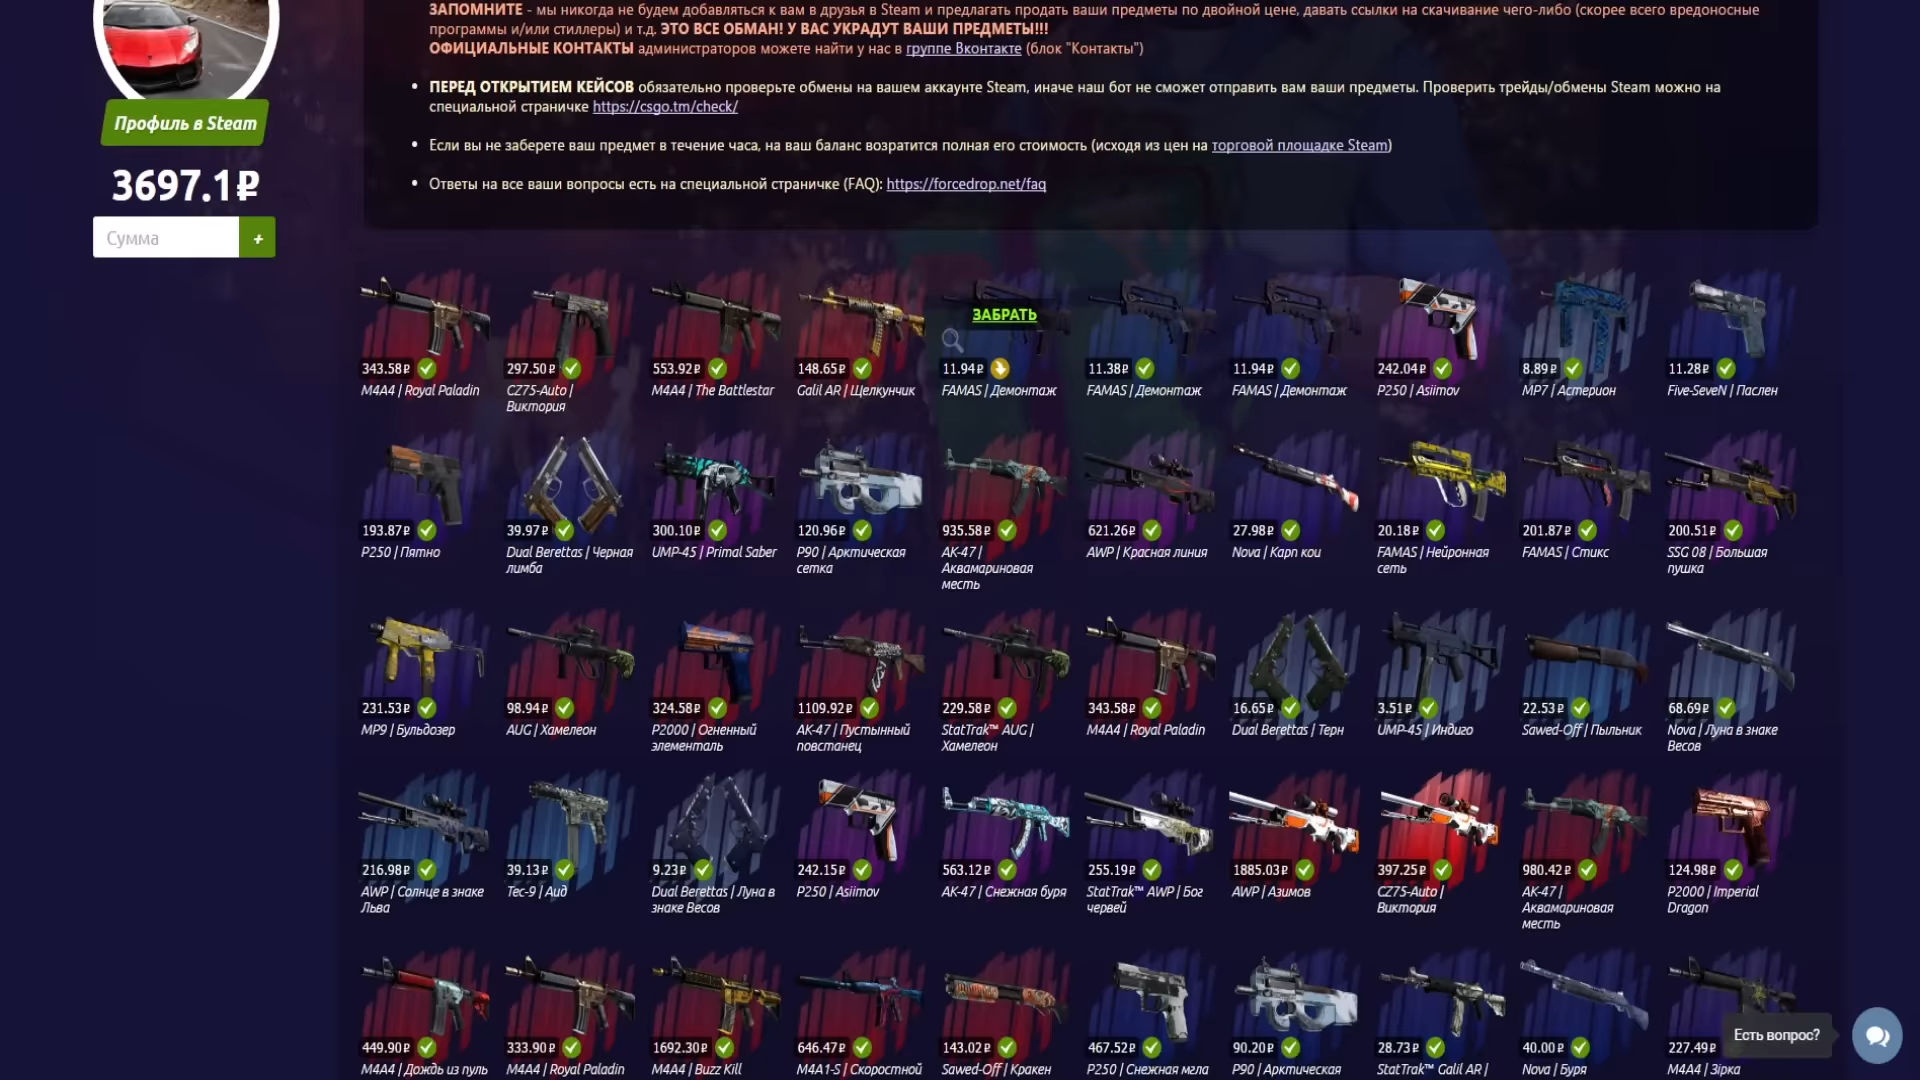 ЗАПОМНИТЕ - мы никогда не будем добавляться к вам в друзья в Steam и предлагать продать ваши предметы по двойной цене, давать ссылки на скачивание чего-либо (скорее всего вредоносные
программы и/или стиллеры) и т.д. ЭТО ВСЕ ОБМАН! У ВАС УКРАДУТ ВАШИ ПРЕДМЕТЫ!!!
ОФИЦИАЛЬНЫЕ КОНТАКТЫ администраторов можете найти у нас в группе Вконтакте (блок "Контакты")
• ПЕРЕД ОТКРЫТИЕМ КЕЙСОВ обязательно проверьте обмены на вашем аккаунте Steam, иначе наш бот не сможет отправить вам ваши предметы. Проверить трейды/обмены Steam можно на
специальной страничке https://csgo.tm/check/
• Если вы не заберете ваш предмет в течение часа, на ваш баланс возратится полная его стоимость (исходя из цен на торговой площадке Steam)
• Ответы на все ваши вопросы есть на специальной страничке (FAQ): https://forcedrop.net/faq
Профиль в Steam
3697.1₽
Сумма +
ЗАБРАТЬ
343.58₽ 297.50₽ 553.92₽ 148.65₽ 11.94₽ 11.38₽ 11.94₽ 242.04₽ 8.89₽ 11.28₽
M4A4 | Royal Paladin CZ75-Auto | M4A4 | The Battlestar Galil AR | Щелкунчик FAMAS | Демонтаж FAMAS | Демонтаж FAMAS | Демонтаж P250 | Asiimov MP7 | Астерион Five-SeveN | Паслен
Виктория
193.87₽ 39.97₽ 300.10₽ 120.96₽ 935.58₽ 621.26₽ 27.98₽ 20.18₽ 201.87₽ 200.51₽
P250 | Пятно Dual Berettas | Черная UMP-45 | Primal Saber P90 | Арктическая AK-47 | AWP | Красная линия Nova | Карп кои FAMAS | Нейронная FAMAS | Стикс SSG 08 | Большая
лимба сетка Аквамариновая сеть пушка
месть
231.53₽ 98.94₽ 324.58₽ 1109.92₽ 229.58₽ 343.58₽ 16.65₽ 3.51₽ 22.53₽ 68.69₽
MP9 | Бульдозер AUG | Хамелеон P2000 | Огненный AK-47 | Пустынный StatTrak™ AUG | M4A4 | Royal Paladin Dual Berettas | Терн UMP-45 | Индиго Sawed-Off | Пыльник Nova | Луна в знаке
элементаль повстанец Хамелеон Весов
216.98₽ 39.13₽ 9.23₽ 242.15₽ 563.12₽ 255.19₽ 1885.03₽ 397.25₽ 980.42₽ 124.98₽
AWP | Солнце в знаке Tec-9 | Аид Dual Berettas | Луна в P250 | Asiimov AK-47 | Снежная буря StatTrak™ AWP | Бог AWP | Азимов CZ75-Auto | AK-47 | P2000 | Imperial
Льва знаке Весов червей Виктория Аквамариновая Dragon
месть
449.90₽ 333.90₽ 1692.30₽ 646.47₽ 143.02₽ 467.52₽ 90.20₽ 28.73₽ 40.00₽ 227.49₽
M4A4 | Дождь из пуль M4A4 | Royal Paladin M4A4 | Buzz Kill M4A1-S | Скоростной Sawed-Off | Кракен P250 | Снежная мгла P90 | Арктическая StatTrak™ Galil AR | Nova | Буря M4A4 | Зірка
Есть вопрос?